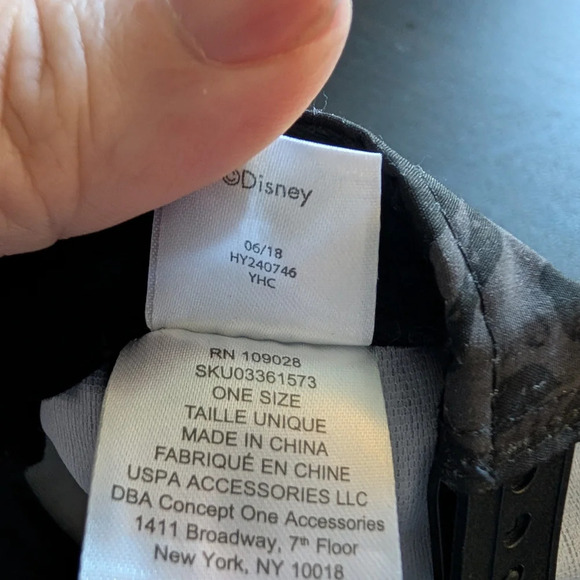 ©Disney
06/18
HY240746
YHC
RN 109028
SKU03361573
ONE SIZE
TAILLE UNIQUE
MADE IN CHINA
FABRIQUÉ EN CHINE
USPA ACCESSORIES LLC
DBA Concept One Accessories
1411 Broadway, 7th Floor
New York, NY 10018